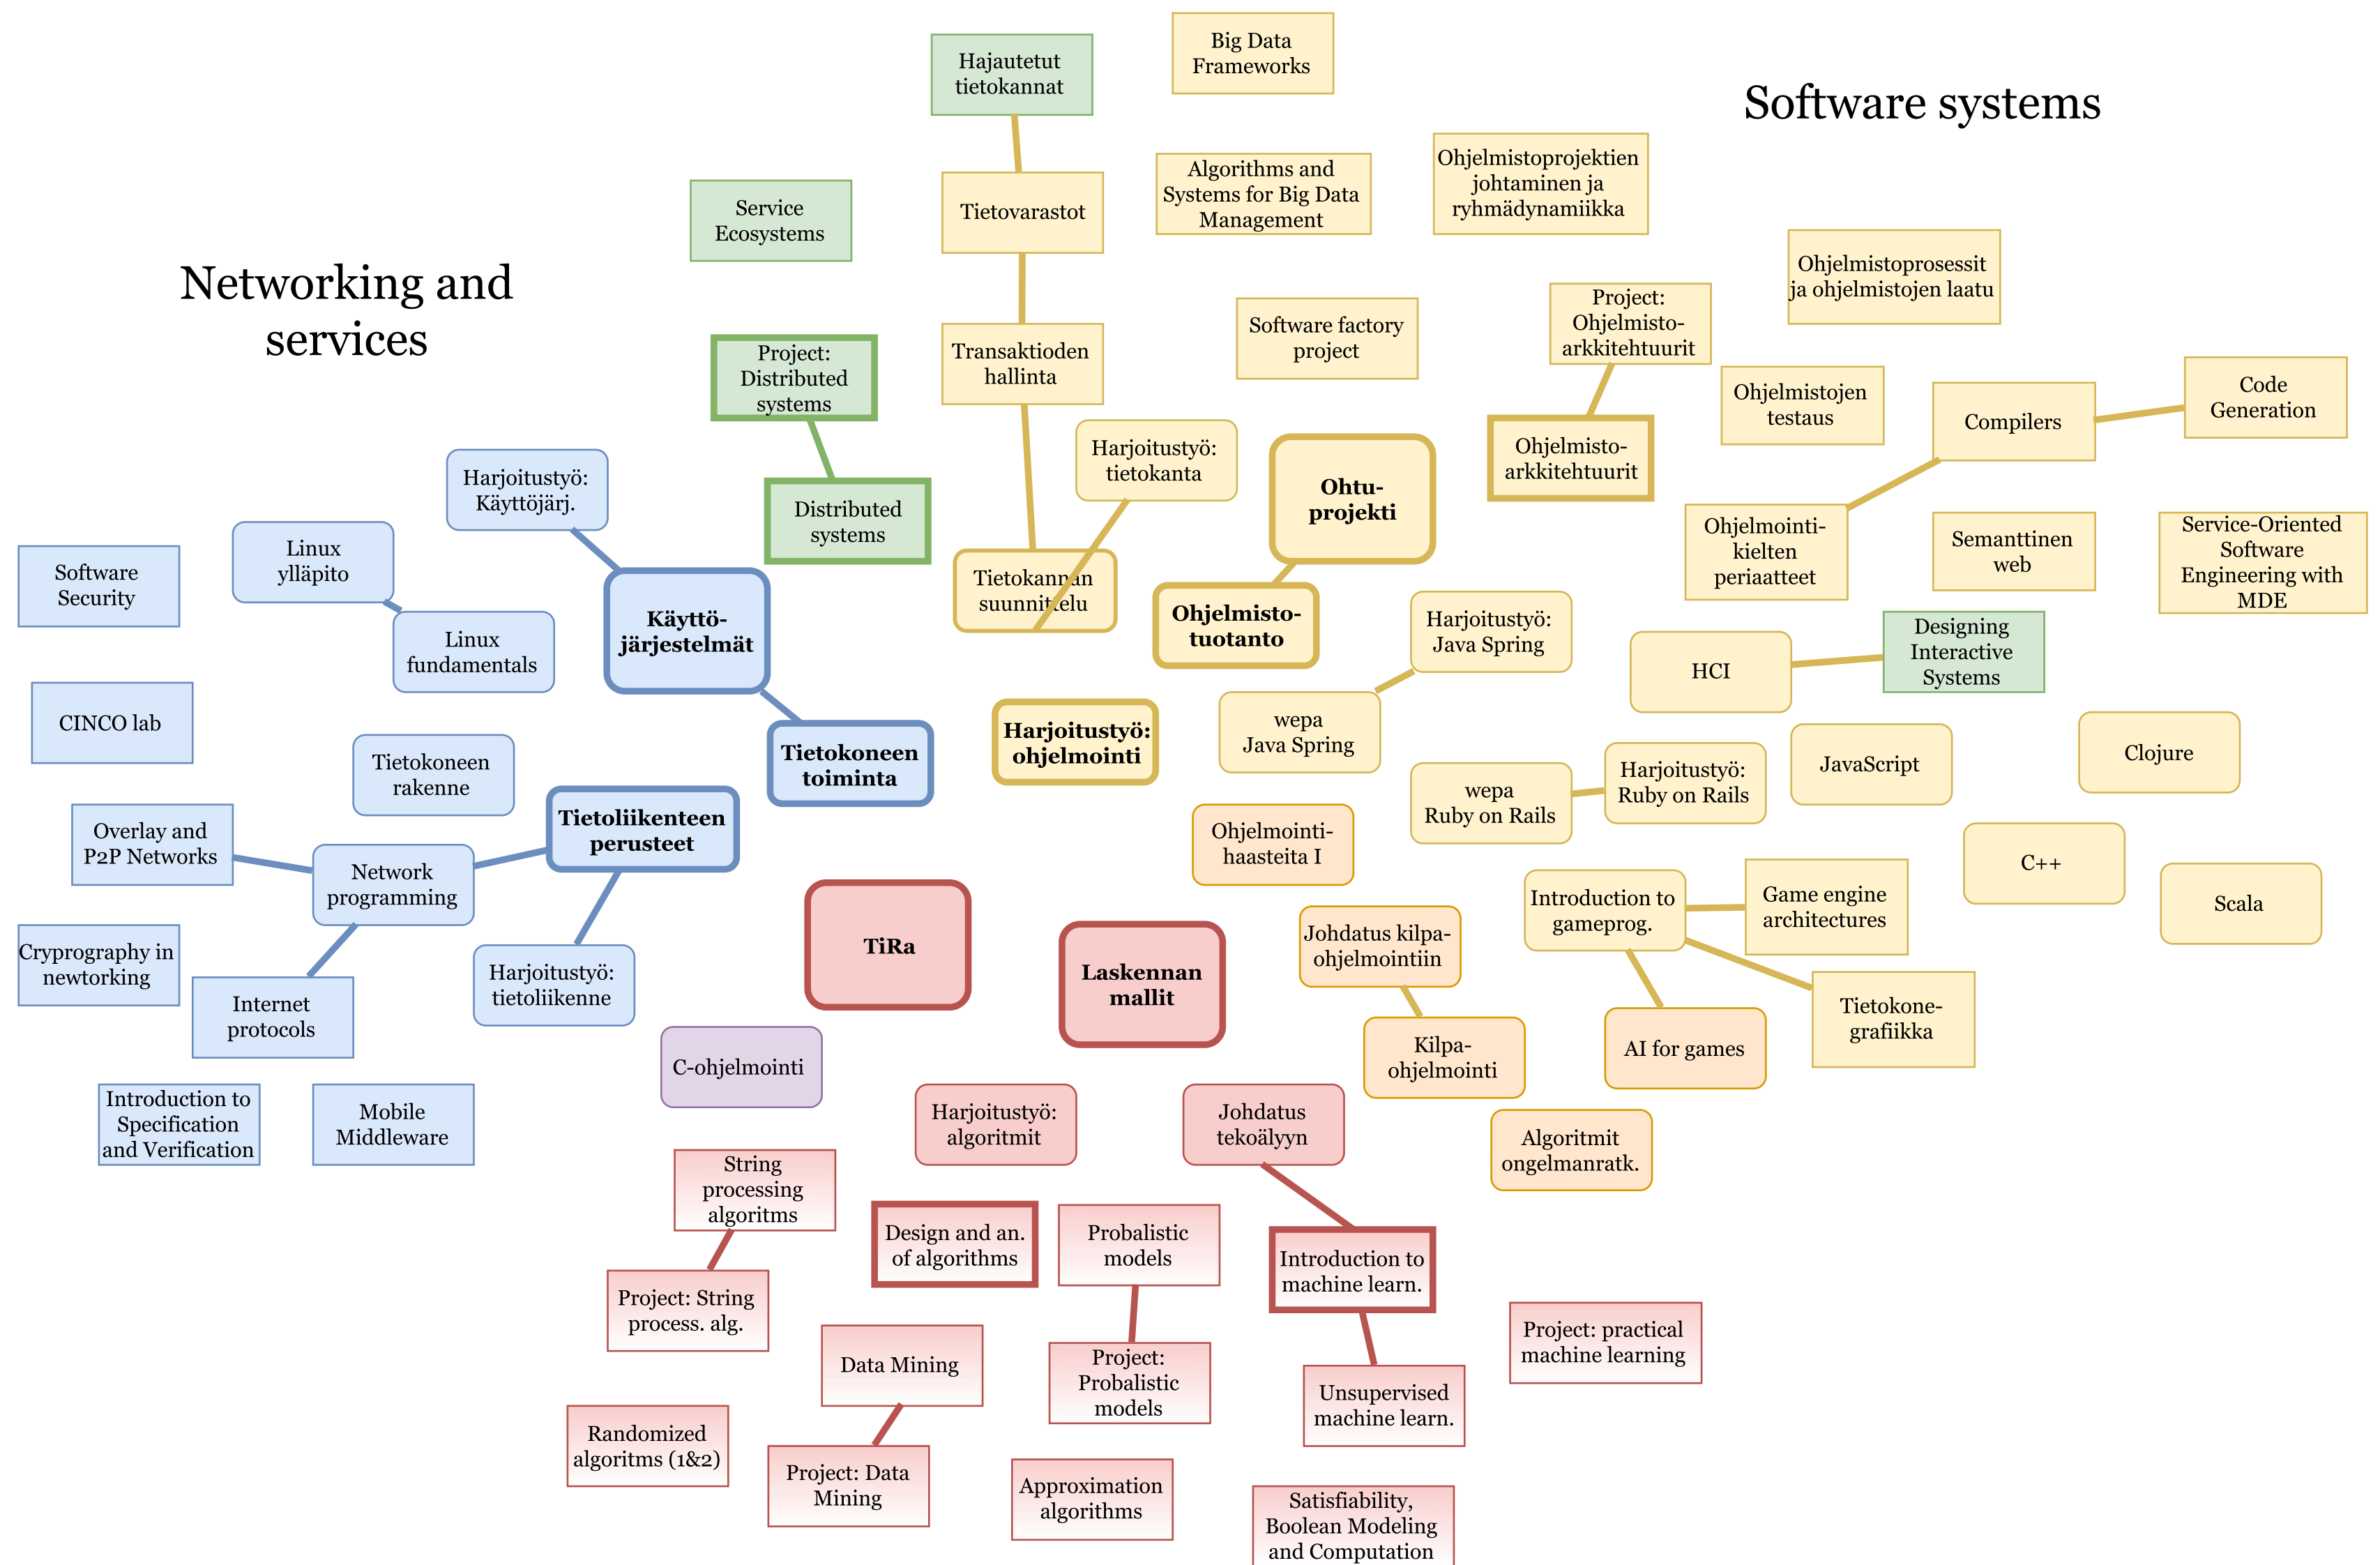 Big Data
Frameworks
Hajautetut
tietokannat
Software systems
Ohjelmistoprojektien
johtaminen ja
ryhmädynamiikka
Algorithms and
Systems for Big Data
Management
Tietovarastot
Service
Ecosystems
Networking and
services
Ohjelmistoprosessit
ja ohjelmistojen laatu
Project:
Ohjelmisto-
arkkitehtuurit
Software factory
project
Transaktioden
hallinta
Project:
Distributed
systems
Ohjelmistojen
testaus
Compilers
Code
Generation
Harjoitustyö:
tietokanta
Ohjelmisto-
arkkitehtuurit
Ohtu-
projekti
Harjoitustyö:
Käyttöjärj.
Distributed
systems
Ohjelmointi-
kielten
periaatteet
Semanttinen
web
Service-Oriented
Software
Engineering with
MDE
Linux
ylläpito
Software
Security
Tietokannan
suunnittelu
Käyttö-
järjestelmät
Ohjelmisto-
tuotanto
Harjoitustyö:
Java Spring
Linux
fundamentals
HCI
Designing
Interactive
Systems
CINCO lab
wepa
Java Spring
Harjoitustyö:
ohjelmointi
Tietokoneen
toiminta
Tietokoneen
rakenne
JavaScript
Clojure
wepa
Ruby on Rails
Harjoitustyö:
Ruby on Rails
Tietoliikenteen
perusteet
Overlay and
P2P Networks
Network
programming
Ohjelmointi-
haasteita I
C++
Scala
Introduction to
gameprog.
Game engine
architectures
TiRa
Laskennan
mallit
Johdatus kilpa-
ohjelmointiin
Cryprography in
newtorking
Harjoitustyö:
tietoliikenne
Internet
protocols
Tietokone-
grafiikka
AI for games
Kilpa-
ohjelmointi
C-ohjelmointi
Introduction to
Specification
and Verification
Mobile
Middleware
Harjoitustyö:
algoritmit
Johdatus
tekoälyyn
Algoritmit
ongelmanratk.
String
processing
algoritms
Design and an.
of algorithms
Probalistic
models
Introduction to
machine learn.
Project: String
process. alg.
Project: practical
machine learning
Data Mining
Project:
Probalistic
models
Unsupervised
machine learn.
Randomized
algoritms (1&2)
Project: Data
Mining
Approximation
algorithms
Satisfiability,
Boolean Modeling
and Computation